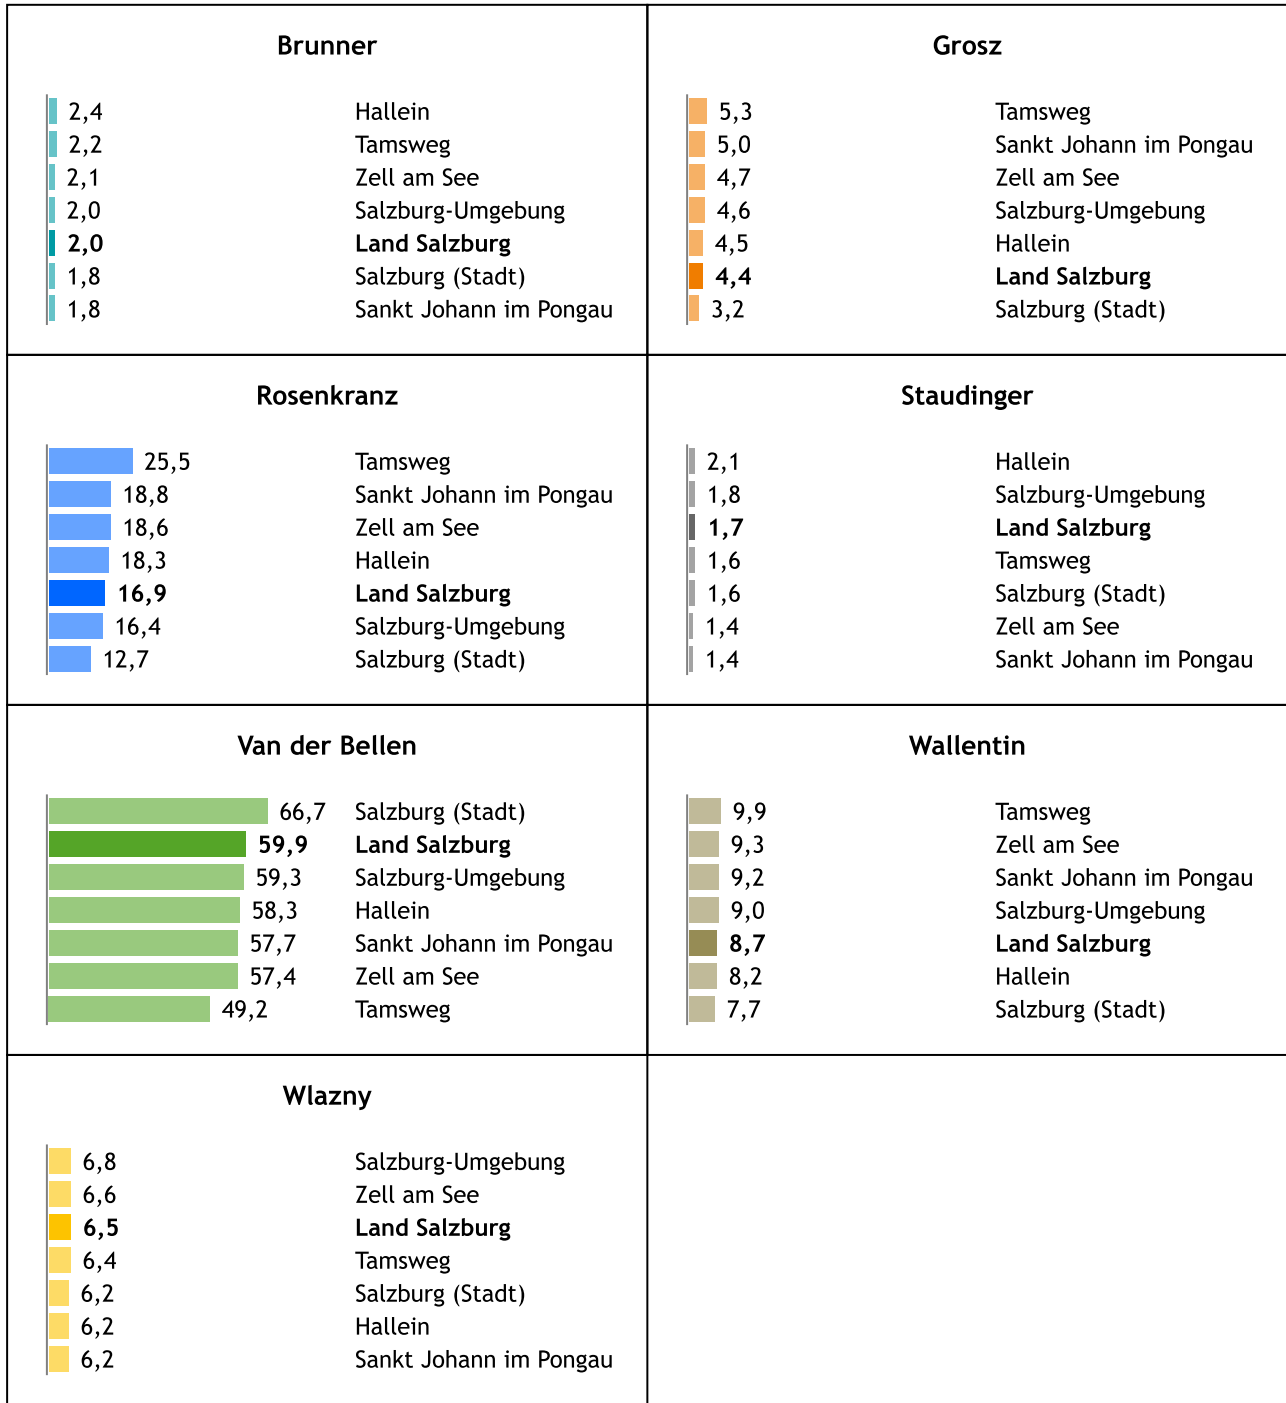 Brunner
2,4 Hallein
2,2 Tamsweg
2,1 Zell am See
2,0 Salzburg-Umgebung
2,0 Land Salzburg
1,8 Salzburg (Stadt)
1,8 Sankt Johann im Pongau
Grosz
5,3 Tamsweg
5,0 Sankt Johann im Pongau
4,7 Zell am See
4,6 Salzburg-Umgebung
4,5 Hallein
4,4 Land Salzburg
3,2 Salzburg (Stadt)
Rosenkranz
25,5 Tamsweg
18,8 Sankt Johann im Pongau
18,6 Zell am See
18,3 Hallein
16,9 Land Salzburg
16,4 Salzburg-Umgebung
12,7 Salzburg (Stadt)
Staudinger
2,1 Hallein
1,8 Salzburg-Umgebung
1,7 Land Salzburg
1,6 Tamsweg
1,6 Salzburg (Stadt)
1,4 Zell am See
1,4 Sankt Johann im Pongau
Van der Bellen
66,7 Salzburg (Stadt)
59,9 Land Salzburg
59,3 Salzburg-Umgebung
58,3 Hallein
57,7 Sankt Johann im Pongau
57,4 Zell am See
49,2 Tamsweg
Wallentin
9,9 Tamsweg
9,3 Zell am See
9,2 Sankt Johann im Pongau
9,0 Salzburg-Umgebung
8,7 Land Salzburg
8,2 Hallein
7,7 Salzburg (Stadt)
Wlazny
6,8 Salzburg-Umgebung
6,6 Zell am See
6,5 Land Salzburg
6,4 Tamsweg
6,2 Salzburg (Stadt)
6,2 Hallein
6,2 Sankt Johann im Pongau